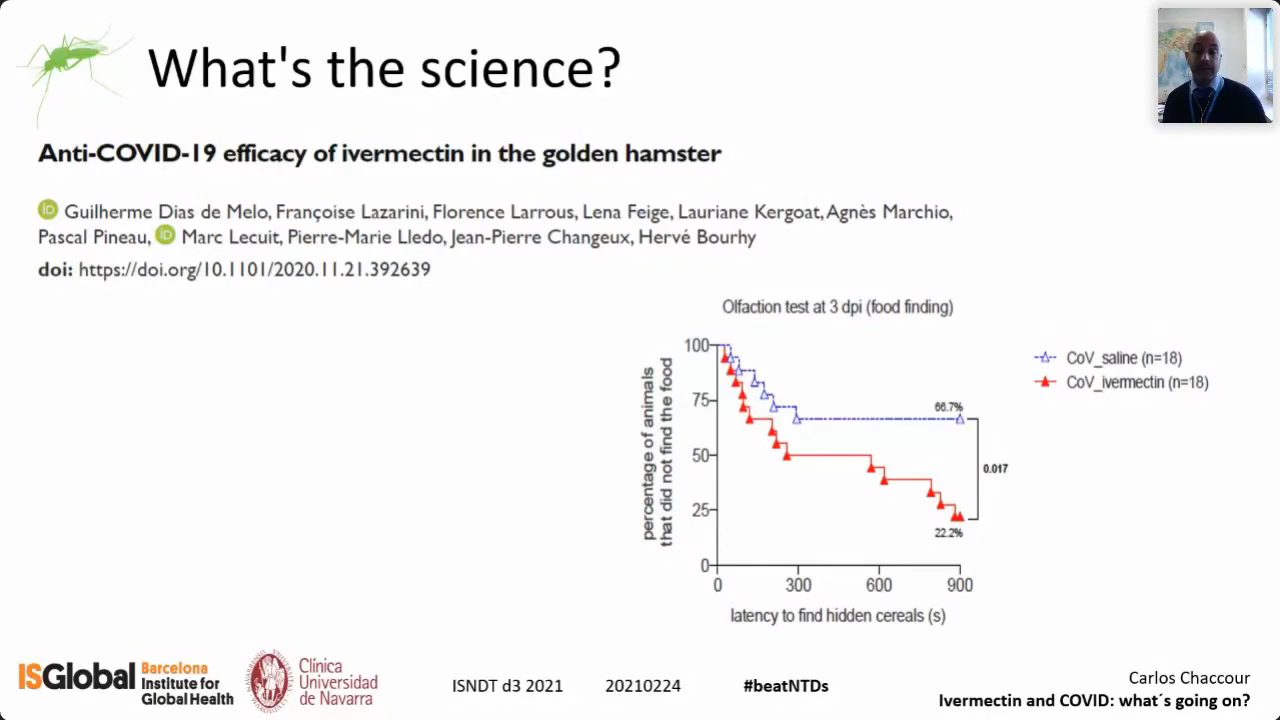 What's the science?
Anti-COVID-19 efficacy of ivermectin in the golden hamster
iD Guilherme Dias de Melo, Françoise Lazarini, Florence Larrous, Lena Feige, Lauriane Kergoat, Agnès Marchio,
Pascal Pineau, iD Marc Lecuit, Pierre-Marie Lledo, Jean-Pierre Changeux, Hervé Bourhy
doi: https://doi.org/10.1101/2020.11.21.392639
Olfaction test at 3 dpi (food finding)
percentage of animals
that did not find the food
100
75
50
25
0
0 300 600 900
latency to find hidden cereals (s)
66.7%
0.017
22.2%
CoV_saline (n=18)
CoV_ivermectin (n=18)
ISGlobal Barcelona
Institute for
Global Health
Clínica
Universidad
de Navarra
ISNDT d3 2021 20210224 #beatNTDs
Carlos Chaccour
Ivermectin and COVID: what´s going on?